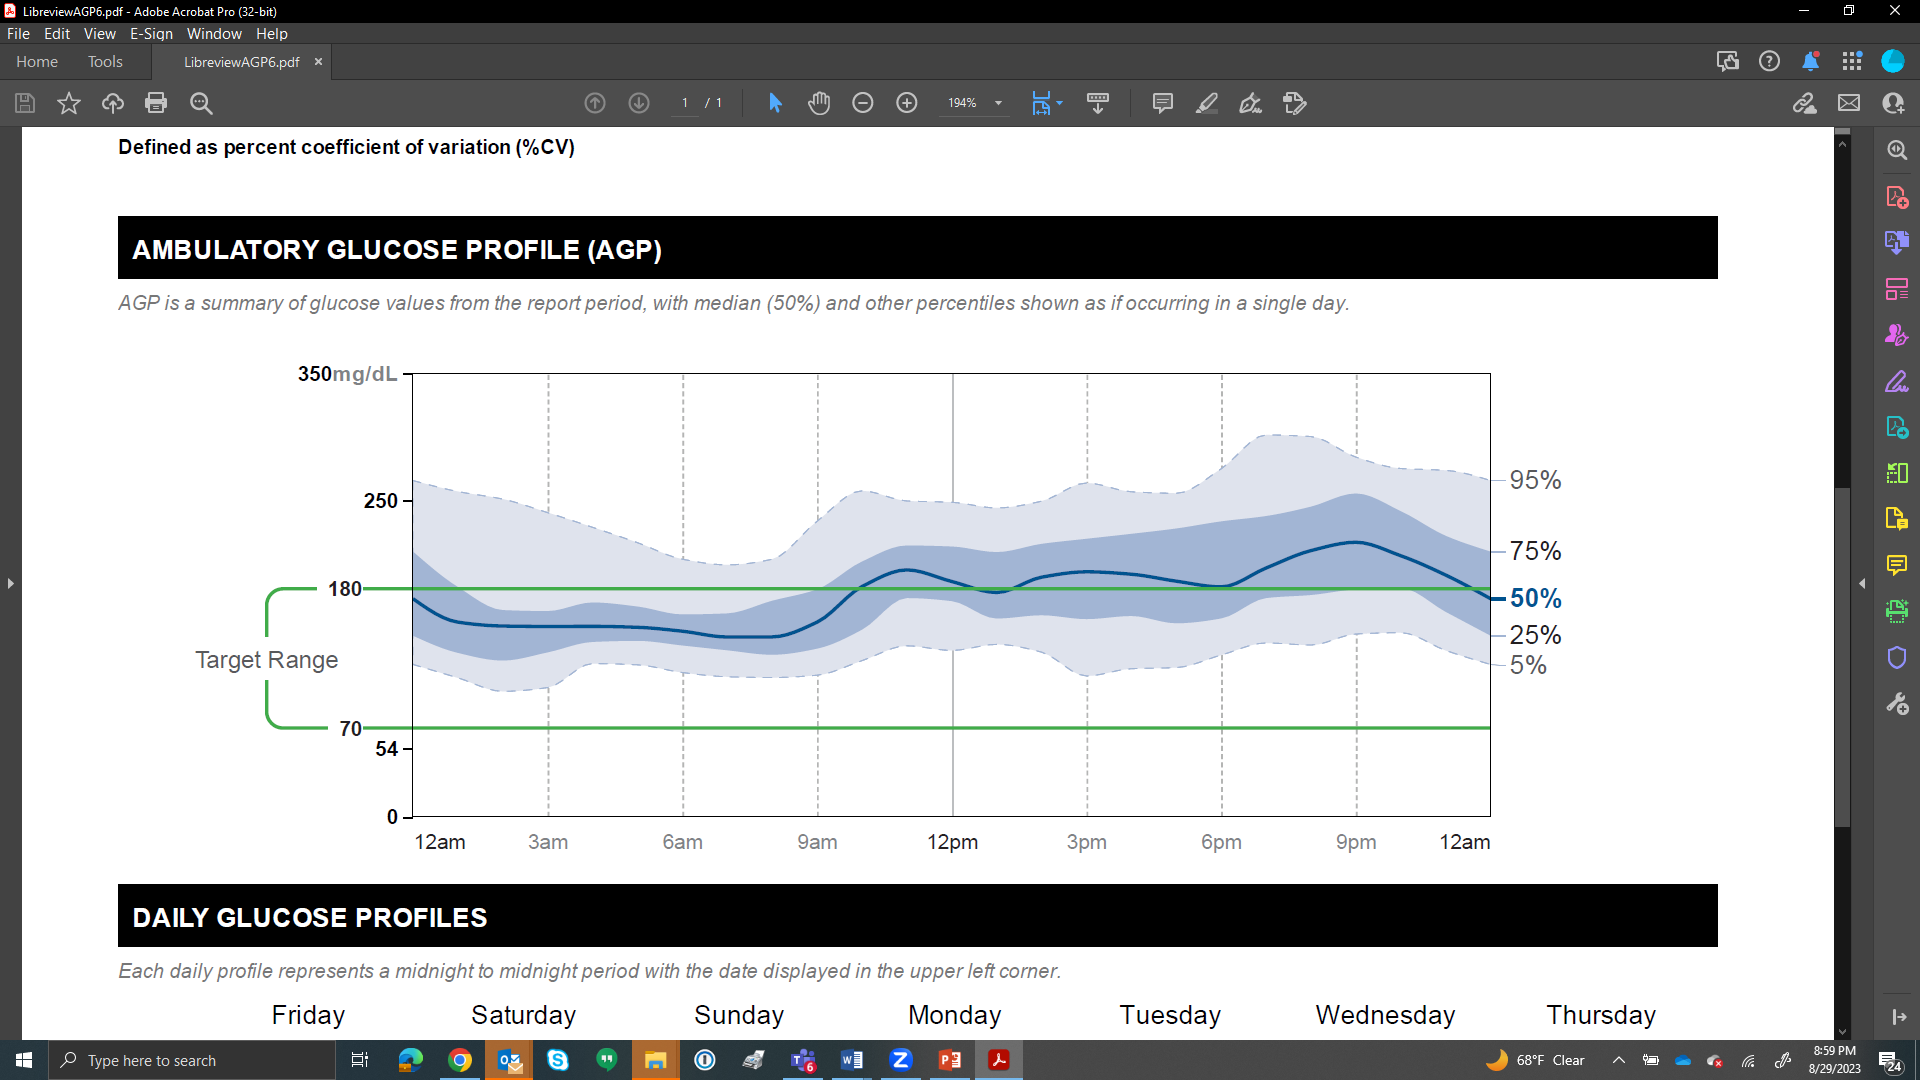 LibreviewAGP6.pdf - Adobe Acrobat Pro (32-bit)
File Edit View E-Sign Window Help
Home Tools LibreviewAGP6.pdf ×
1 / 1 194%
Defined as percent coefficient of variation (%CV)
AMBULATORY GLUCOSE PROFILE (AGP)
AGP is a summary of glucose values from the report period, with median (50%) and other percentiles shown as if occurring in a single day.
350mg/dL
250
180
Target Range
70
54
0
95%
75%
50%
25%
5%
12am 3am 6am 9am 12pm 3pm 6pm 9pm 12am
DAILY GLUCOSE PROFILES
Each daily profile represents a midnight to midnight period with the date displayed in the upper left corner.
Friday Saturday Sunday Monday Tuesday Wednesday Thursday
Type here to search
6
68°F Clear
8:59 PM
8/29/2023
24